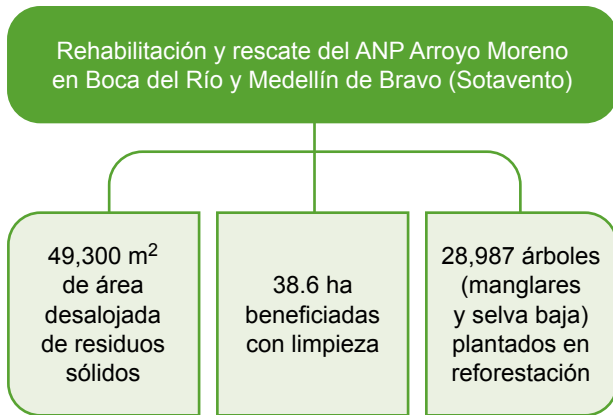 Rehabilitación y rescate del ANP Arroyo Moreno
en Boca del Río y Medellín de Bravo (Sotavento)
49,300 m²
de área
desalojada
de residuos
sólidos
38.6 ha
beneficiadas
con limpieza
28,987 árboles
(manglares
y selva baja)
plantados en
reforestación